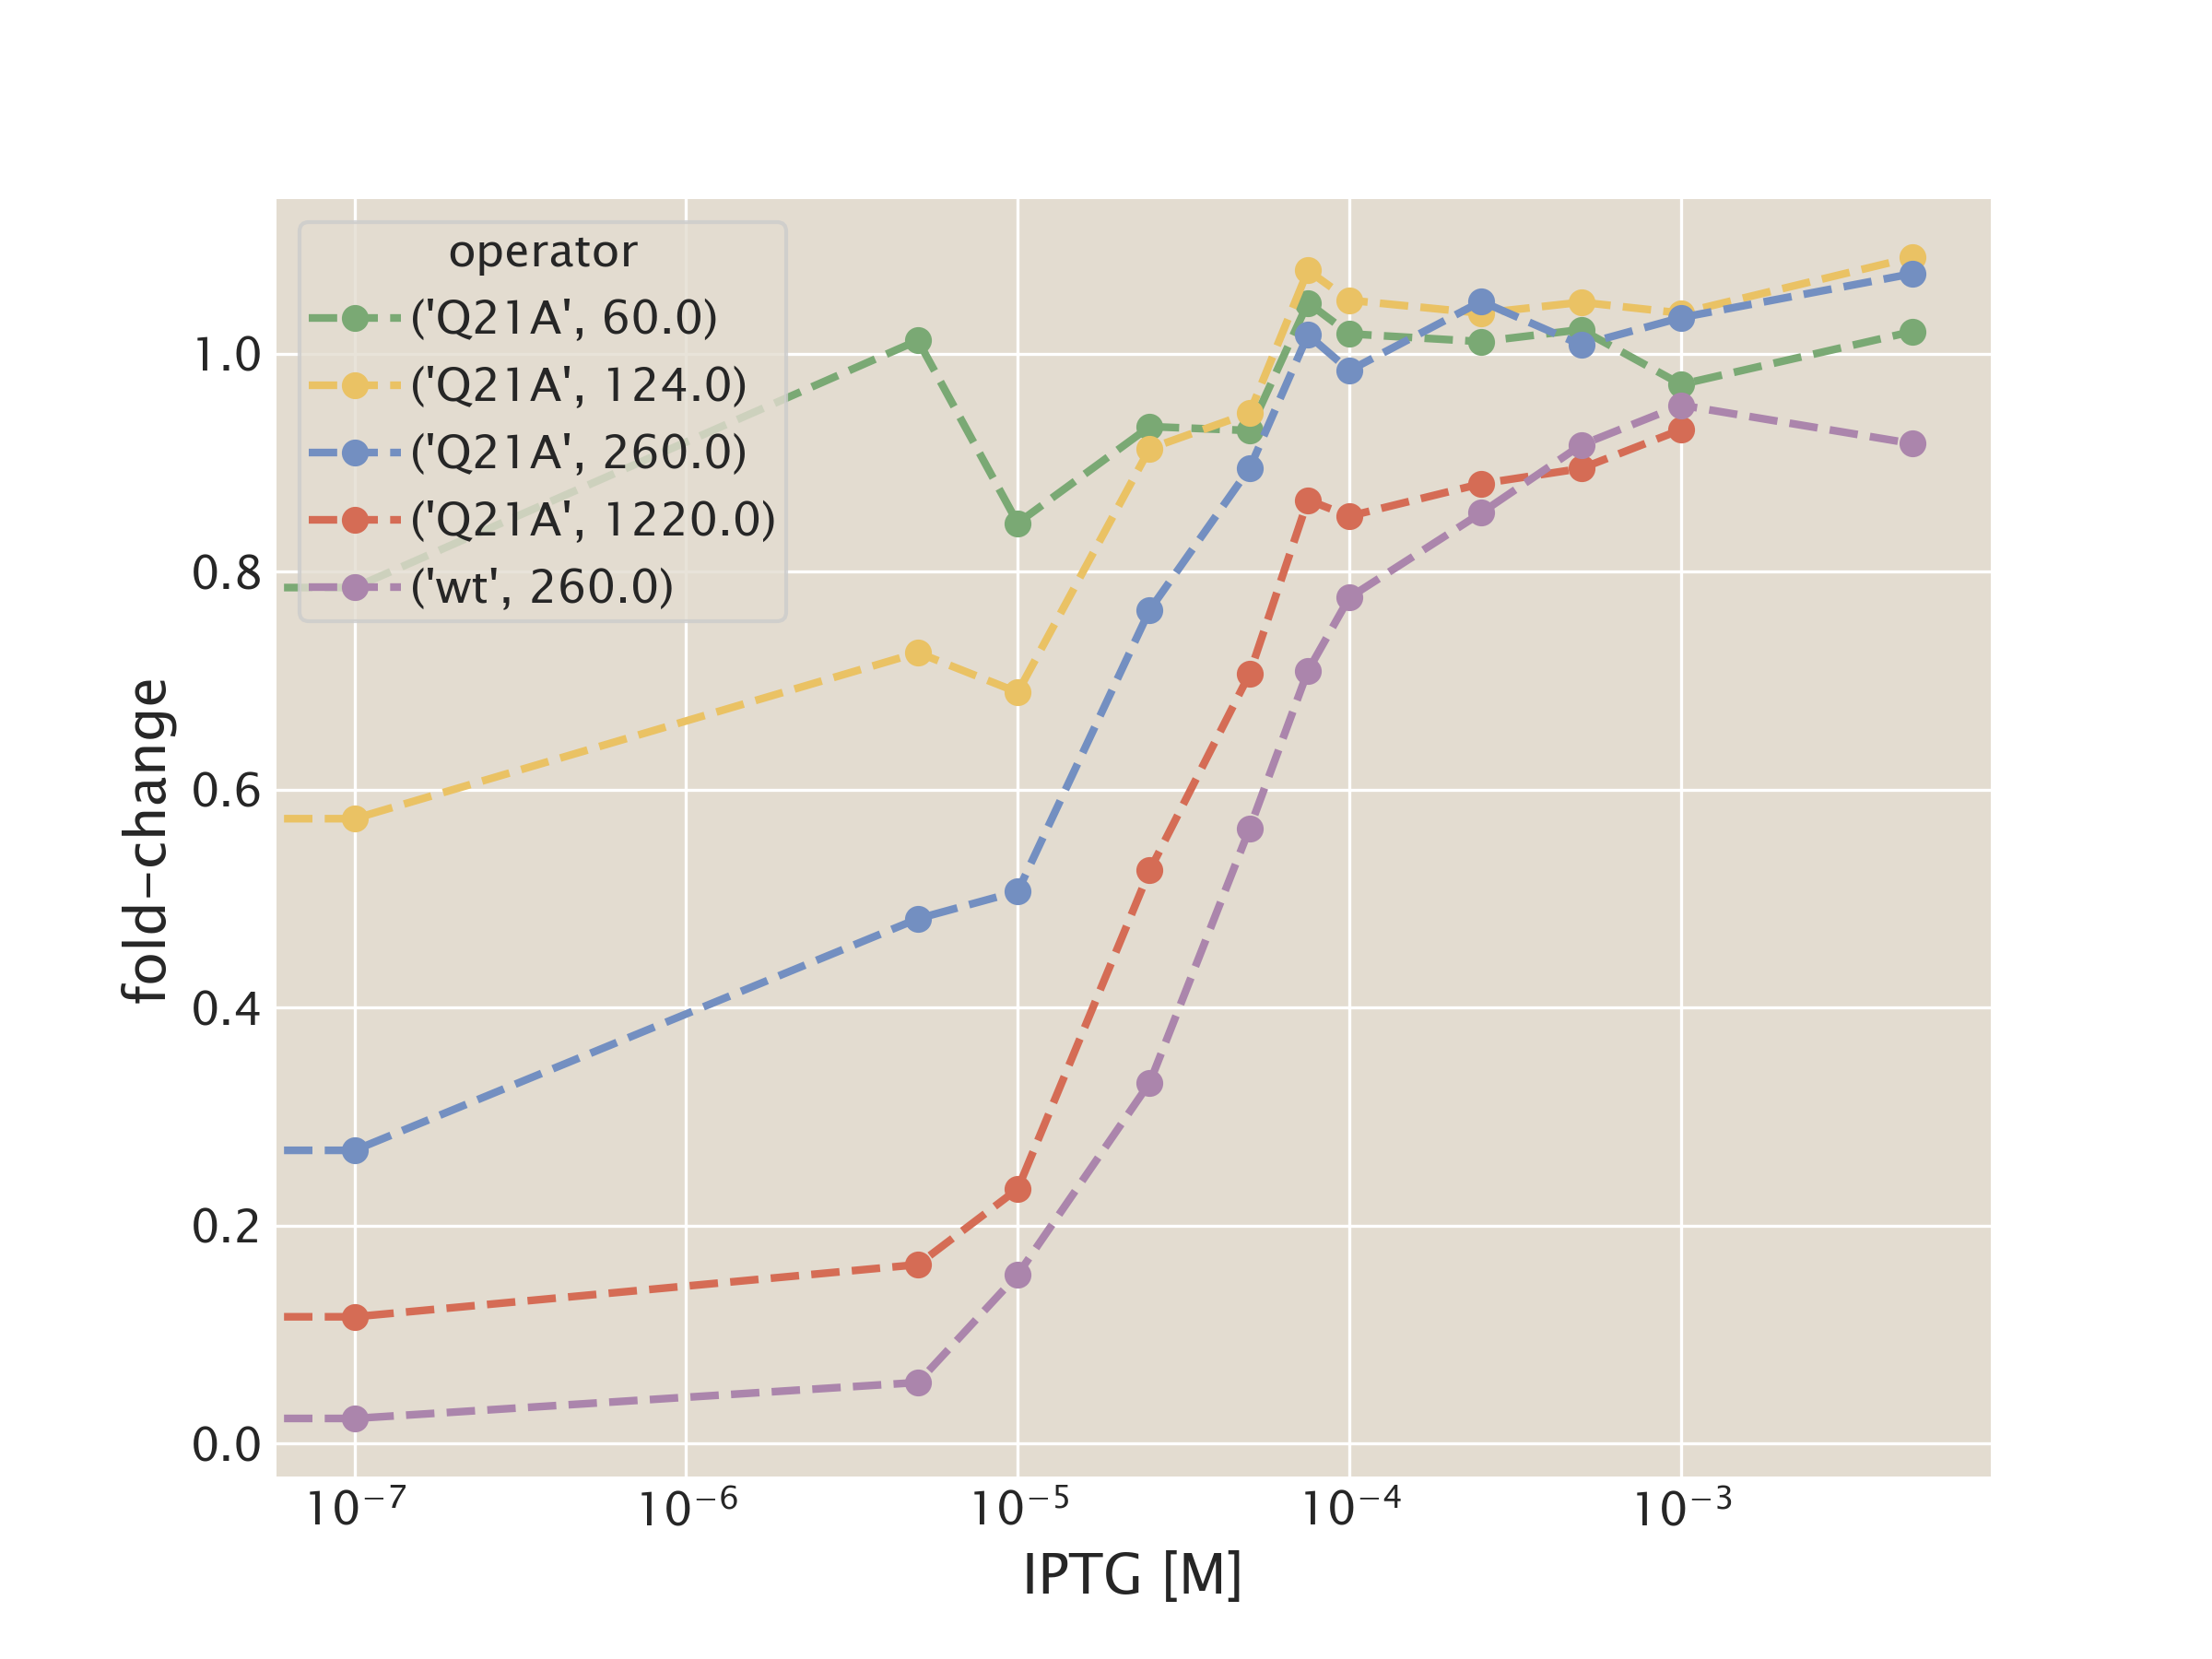 operator
('Q21A', 60.0)
('Q21A', 124.0)
('Q21A', 260.0)
('Q21A', 1220.0)
('wt', 260.0)
1.0
0.8
0.6
0.4
0.2
0.0
fold-change
10⁻⁷ 10⁻⁶ 10⁻⁵ 10⁻⁴ 10⁻³
IPTG [M]